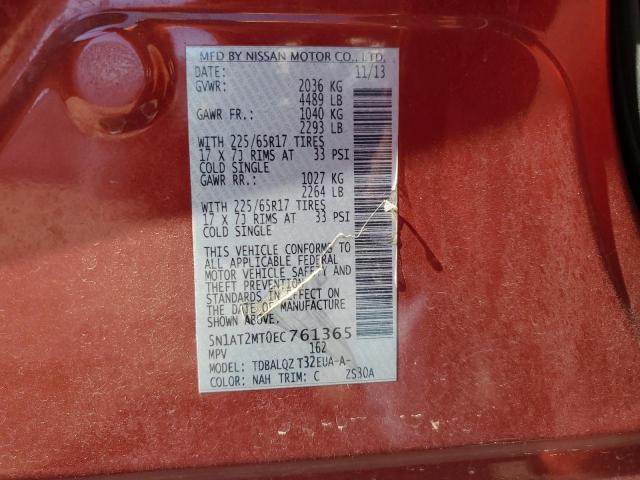 MFD BY NISSAN MOTOR CO., LTD.
DATE: 11/13
GVWR: 2036 KG
4489 LB
GAWR FR.: 1040 KG
2293 LB
WITH 225/65R17 TIRES
17 X 7J RIMS AT 33 PSI
COLD SINGLE
GAWR RR.: 1027 KG
2264 LB
WITH 225/65R17 TIRES
17 X 7J RIMS AT 33 PSI
COLD SINGLE
THIS VEHICLE CONFORMS TO
ALL APPLICABLE FEDERAL
MOTOR VEHICLE SAFETY AND
THEFT PREVENTION
STANDARDS IN EFFECT ON
THE DATE OF MANUFACTURE
SHOWN ABOVE.
5N1AT2MT0EC761365
MPV 162
MODEL: TDBALQZ T32EUA-A-
COLOR: NAH TRIM: C ZS30A